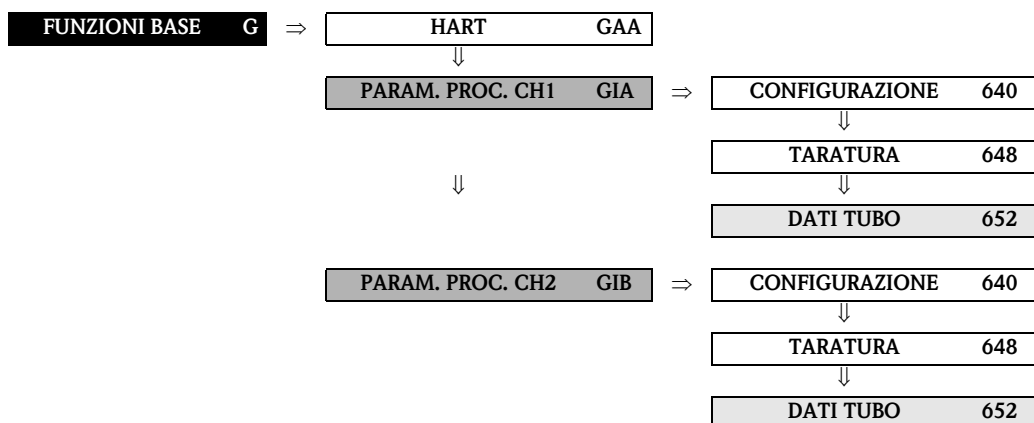 FUNZIONI BASE G ⇒ HART GAA
⇓
PARAM. PROC. CH1 GIA ⇒ CONFIGURAZIONE 640
⇓
TARATURA 648
⇓ ⇓
DATI TUBO 652
PARAM. PROC. CH2 GIB ⇒ CONFIGURAZIONE 640
⇓
TARATURA 648
⇓
DATI TUBO 652